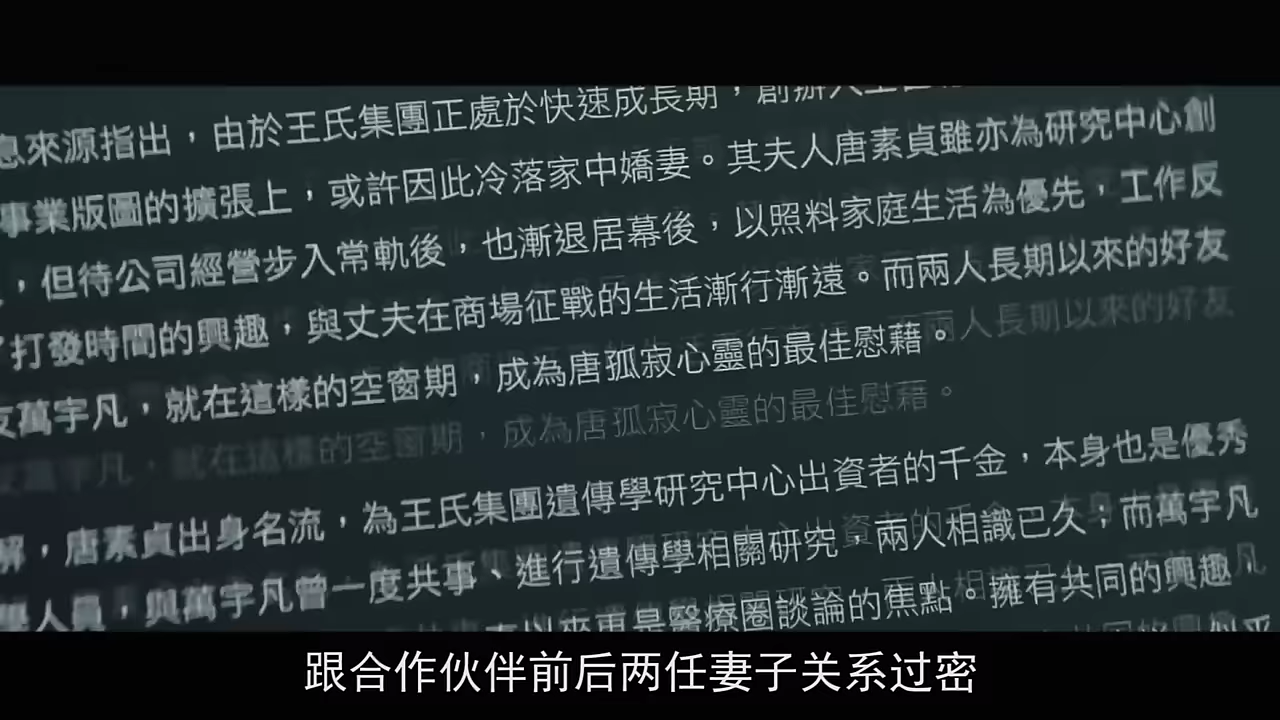 息來源指出，由於王氏集團正處於快速成長期，創辦人王
事業版圖的擴張上，或許因此冷落家中嬌妻。其夫人唐素貞雖亦為研究中心創
，但待公司經營步入常軌後，也漸退居幕後，以照料家庭生活為優先，工作反
了打發時間的興趣，與丈夫在商場征戰的生活漸行漸遠。而兩人長期以來的好友
友萬宇凡，就在這樣的空窗期，成為唐孤寂心靈的最佳慰藉。
解，唐素貞出身名流，為王氏集團遺傳學研究中心出資者的千金，本身也是優秀
人員，與萬宇凡曾一度共事、進行遺傳學相關研究，兩人相識已久；而萬宇凡
以來更是醫療圈談論的焦點。擁有共同的興趣，
跟合作伙伴前后两任妻子关系过密